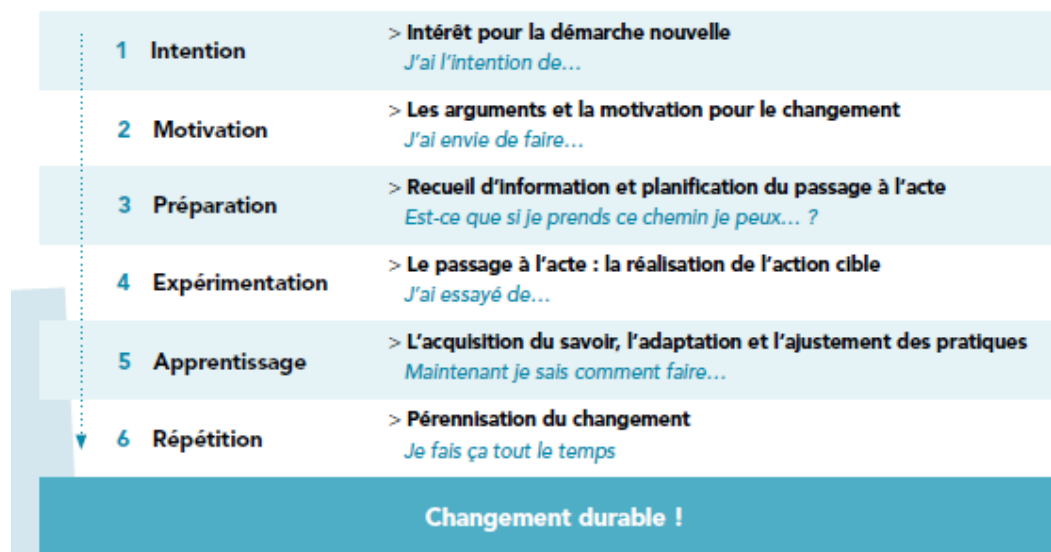 1 Intention
> Intérêt pour la démarche nouvelle
J'ai l'intention de…
2 Motivation
> Les arguments et la motivation pour le changement
J'ai envie de faire…
3 Préparation
> Recueil d'information et planification du passage à l'acte
Est-ce que si je prends ce chemin je peux… ?
4 Expérimentation
> Le passage à l'acte : la réalisation de l'action cible
J'ai essayé de…
5 Apprentissage
> L'acquisition du savoir, l'adaptation et l'ajustement des pratiques
Maintenant je sais comment faire…
6 Répétition
> Pérennisation du changement
Je fais ça tout le temps
Changement durable !